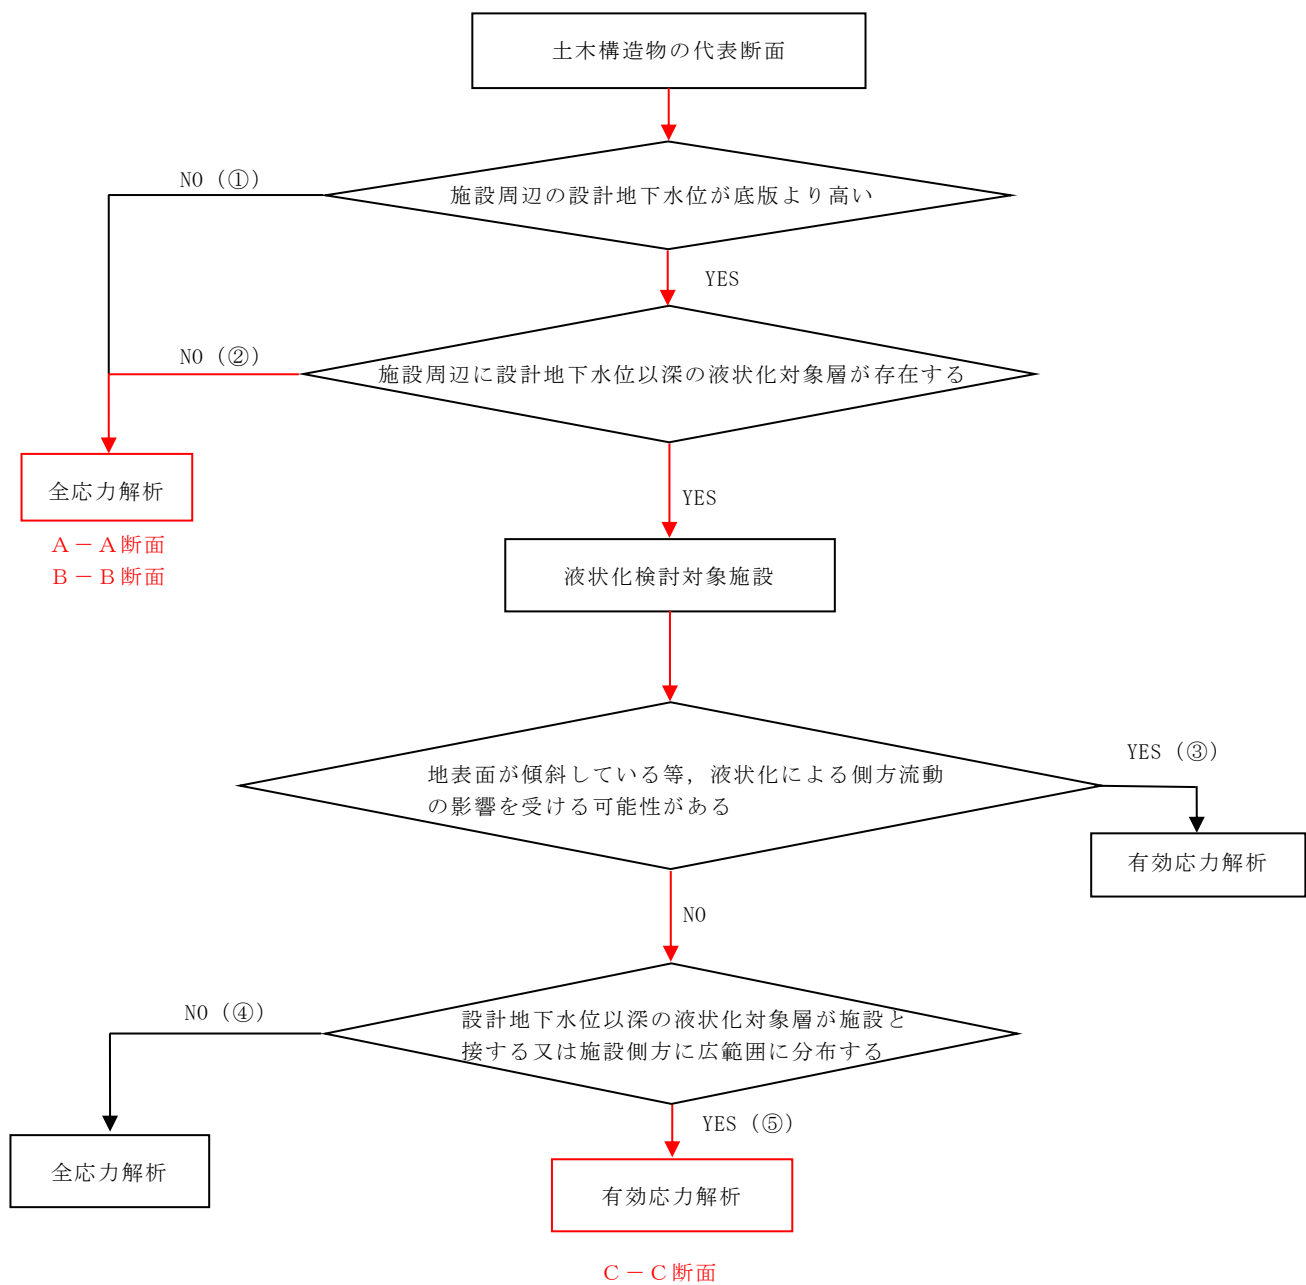 土木構造物の代表断面
NO（①）
施設周辺の設計地下水位が底版より高い
YES
NO（②）
施設周辺に設計地下水位以深の液状化対象層が存在する
全応力解析
YES
Ａ－Ａ断面
Ｂ－Ｂ断面
液状化検討対象施設
YES（③）
地表面が傾斜している等，液状化による側方流動
の影響を受ける可能性がある
有効応力解析
NO
NO（④）
設計地下水位以深の液状化対象層が施設と
接する又は施設側方に広範囲に分布する
YES（⑤）
全応力解析
有効応力解析
Ｃ－Ｃ断面